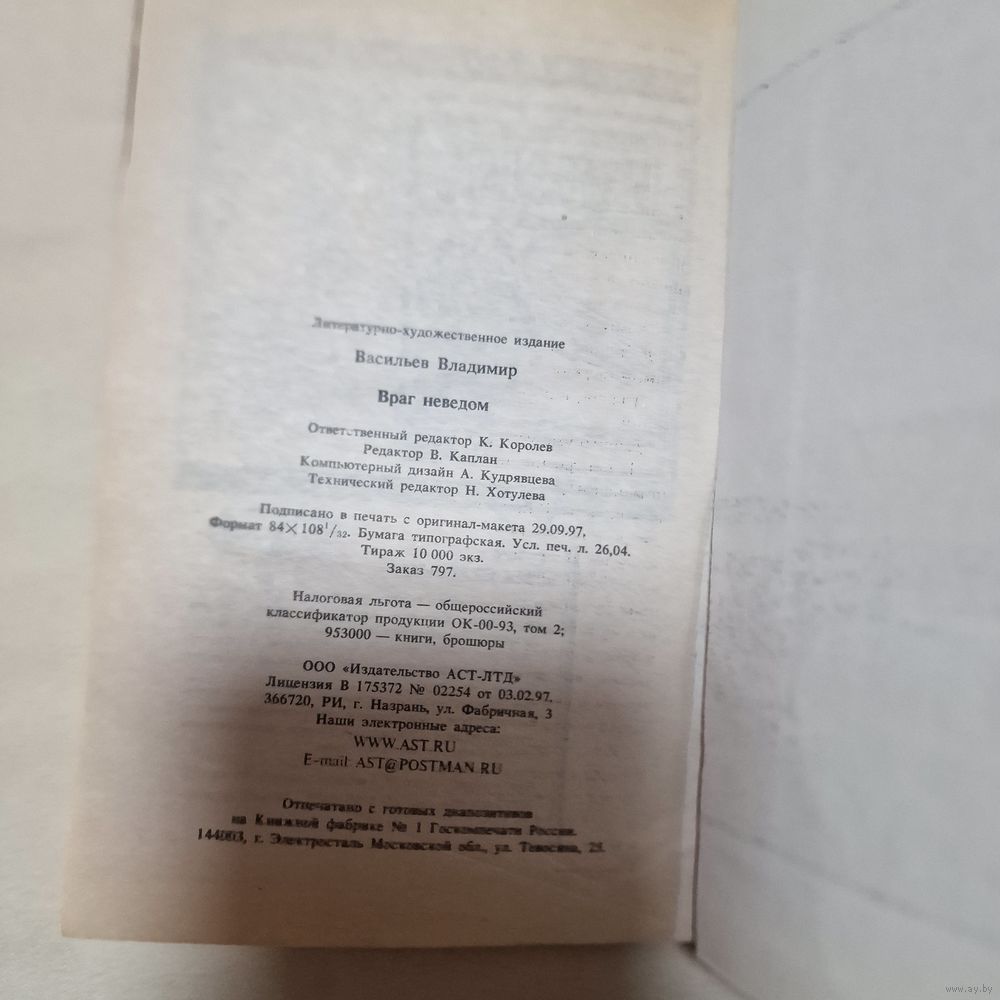 Литературно-художественное издание
Васильев Владимир
Враг неведом
Ответственный редактор К. Королев
Редактор В. Каплан
Компьютерный дизайн А. Кудрявцева
Технический редактор Н. Хотулева
Подписано в печать с оригинал-макета 29.09.97.
Формат 84×108¹/₃₂. Бумага типографская. Усл. печ. л. 26,04.
Тираж 10 000 экз.
Заказ 797.
Налоговая льгота — общероссийский
классификатор продукции ОК-00-93, том 2;
953000 — книги, брошюры
ООО «Издательство АСТ-ЛТД»
Лицензия В 175372 № 02254 от 03.02.97.
366720, РИ, г. Назрань, ул. Фабричная, 3
Наши электронные адреса:
WWW.AST.RU
E-mail: AST@POSTMAN.RU
Отпечатано с готовых диапозитивов
на Книжной фабрике № 1 Госкомпечати России.
144003, г. Электросталь Московской обл., ул. Тевосяна, 25.
www.ay.by